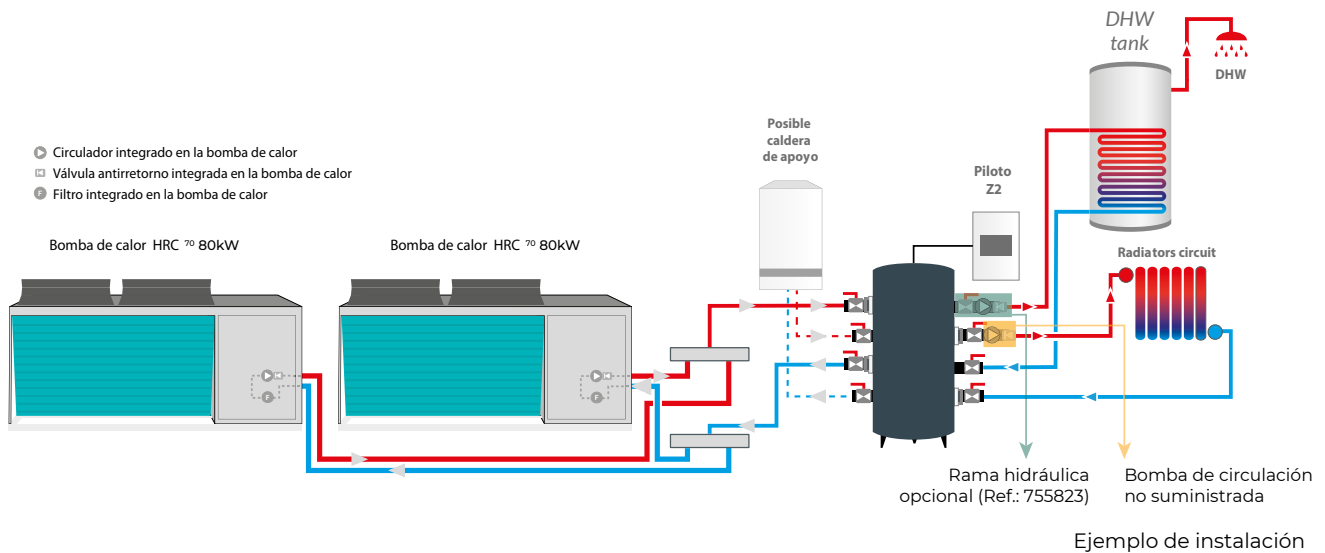 DHW
tank
DHW
Posible
caldera
de apoyo
Circulador integrado en la bomba de calor
Válvula antirretorno integrada en la bomba de calor
F Filtro integrado en la bomba de calor
Piloto
Z2
Bomba de calor HRC ⁷⁰ 80kW
Bomba de calor HRC ⁷⁰ 80kW
Radiators circuit
F
F
Rama hidráulica
opcional (Ref.: 755823)
Bomba de circulación
no suministrada
Ejemplo de instalación